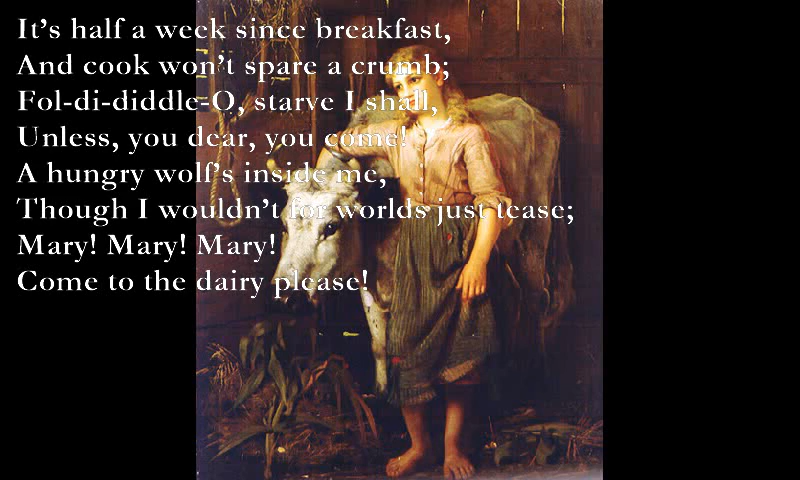 It's half a week since breakfast,
And cook won't spare a crumb;
Fol-di-diddle-O, starve I shall,
Unless, you dear, you come!
A hungry wolf's inside me,
Though I wouldn't for worlds just tease;
Mary! Mary! Mary!
Come to the dairy please!